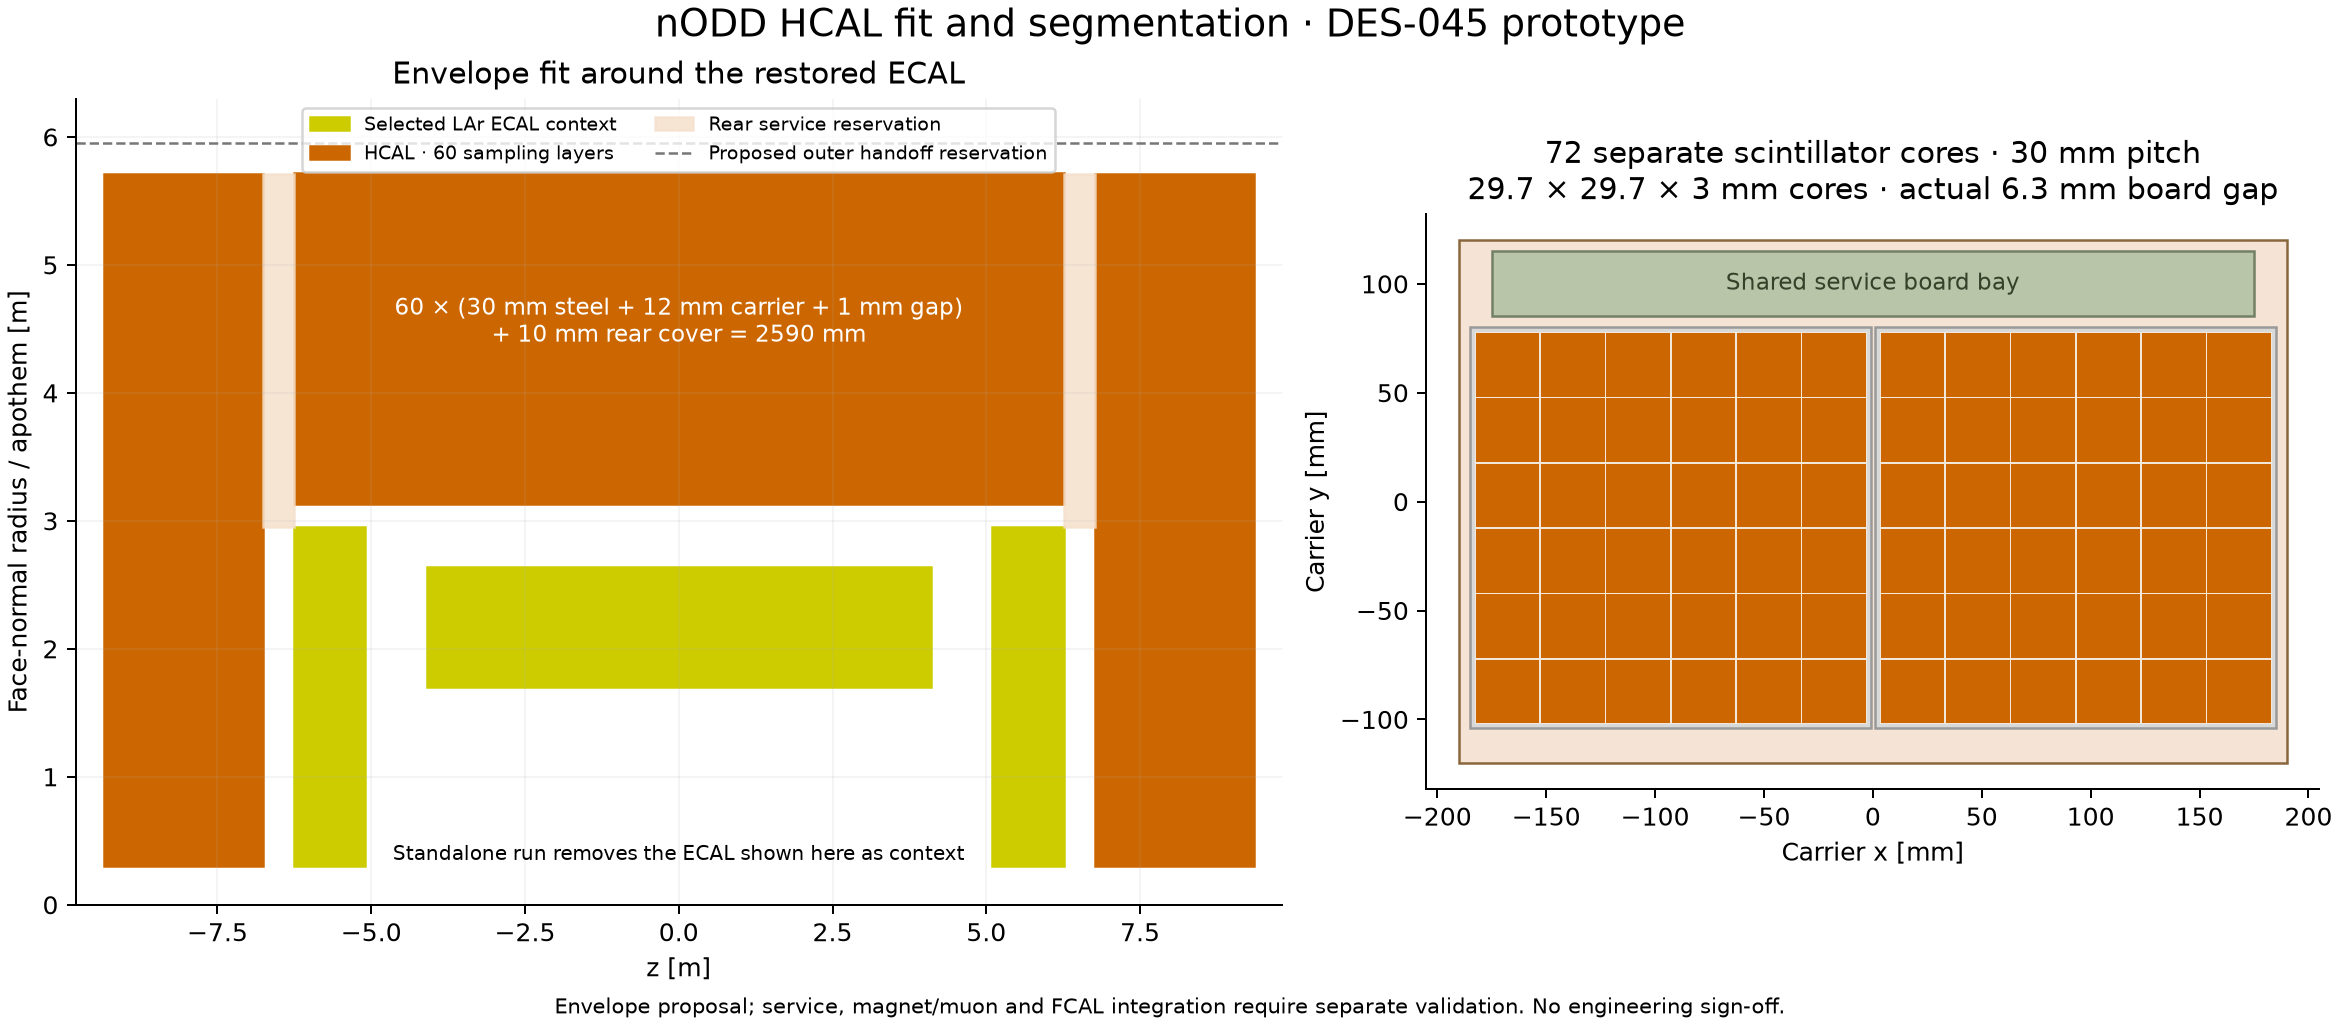 nODD HCAL fit and segmentation · DES-045 prototype
Envelope fit around the restored ECAL
Selected LAr ECAL context
HCAL · 60 sampling layers
Rear service reservation
Proposed outer handoff reservation
60 × (30 mm steel + 12 mm carrier + 1 mm gap)
+ 10 mm rear cover = 2590 mm
Standalone run removes the ECAL shown here as context
Face-normal radius / apothem [m]
6
5
4
3
2
1
0
−7.5
−5.0
−2.5
0.0
2.5
5.0
7.5
z [m]
72 separate scintillator cores · 30 mm pitch
29.7 × 29.7 × 3 mm cores · actual 6.3 mm board gap
Shared service board bay
Carrier y [mm]
100
50
0
−50
−100
−200
−150
−100
−50
0
50
100
150
200
Carrier x [mm]
Envelope proposal; service, magnet/muon and FCAL integration require separate validation. No engineering sign-off.